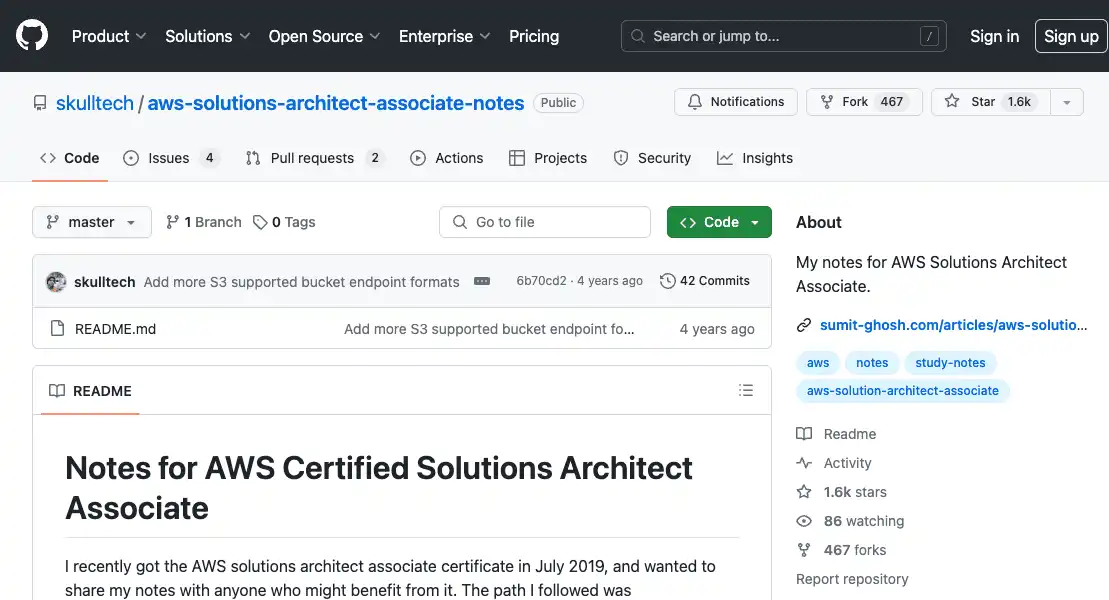 Product Solutions Open Source Enterprise Pricing Search or jump to... / Sign in Sign up
skulltech / aws-solutions-architect-associate-notes Public Notifications Fork 467 Star 1.6k
Code Issues 4 Pull requests 2 Actions Projects Security Insights
master 1 Branch 0 Tags Go to file Code
skulltech Add more S3 supported bucket endpoint formats 6b70cd2 · 4 years ago 42 Commits
README.md Add more S3 supported bucket endpoint fo... 4 years ago
README
Notes for AWS Certified Solutions Architect
Associate
I recently got the AWS solutions architect associate certificate in July 2019, and wanted to
share my notes with anyone who might benefit from it. The path I followed was
About
My notes for AWS Solutions Architect
Associate.
sumit-ghosh.com/articles/aws-solutio...
aws notes study-notes
aws-solution-architect-associate
Readme
Activity
1.6k stars
86 watching
467 forks
Report repository